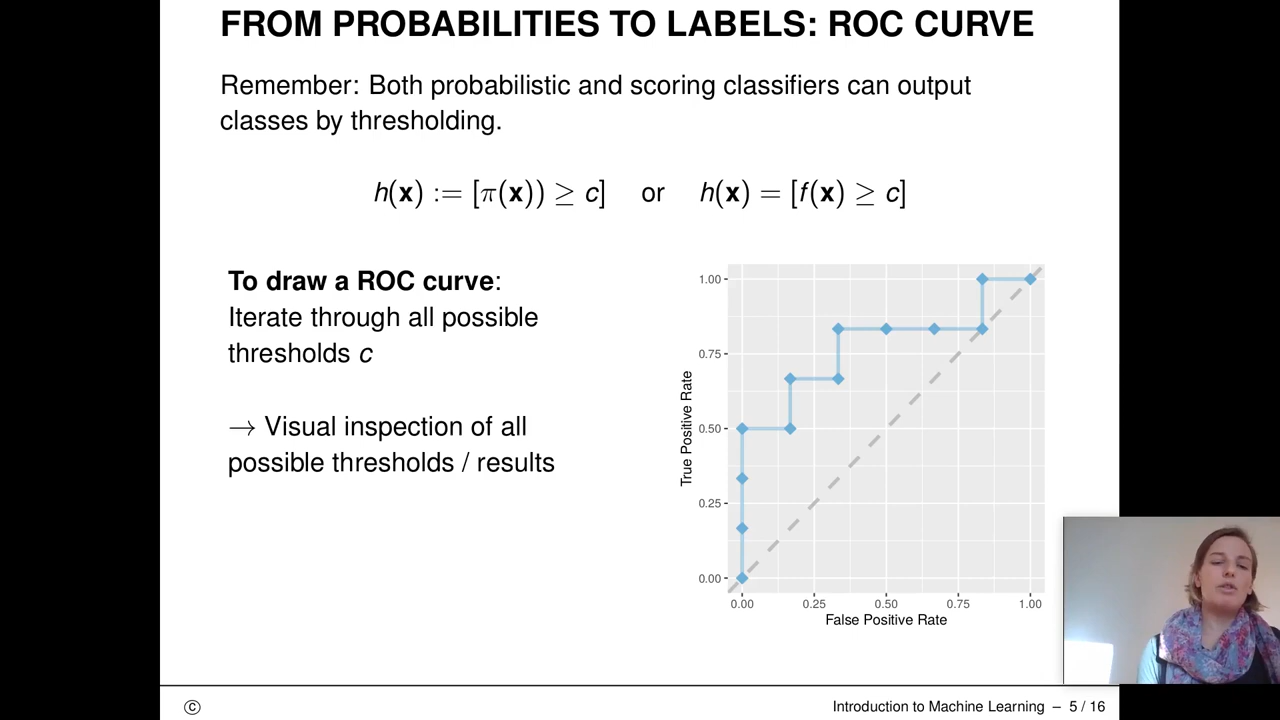 FROM PROBABILITIES TO LABELS: ROC CURVE
Remember: Both probabilistic and scoring classifiers can output
classes by thresholding.
h(x) := [π(x)) ≥ c] or h(x) = [f(x) ≥ c]
To draw a ROC curve:
Iterate through all possible
thresholds c
→ Visual inspection of all
possible thresholds / results
True Positive Rate
1.00
0.75
0.50
0.25
0.00
0.00 0.25 0.50 0.75 1.00
False Positive Rate
© Introduction to Machine Learning – 5 / 16